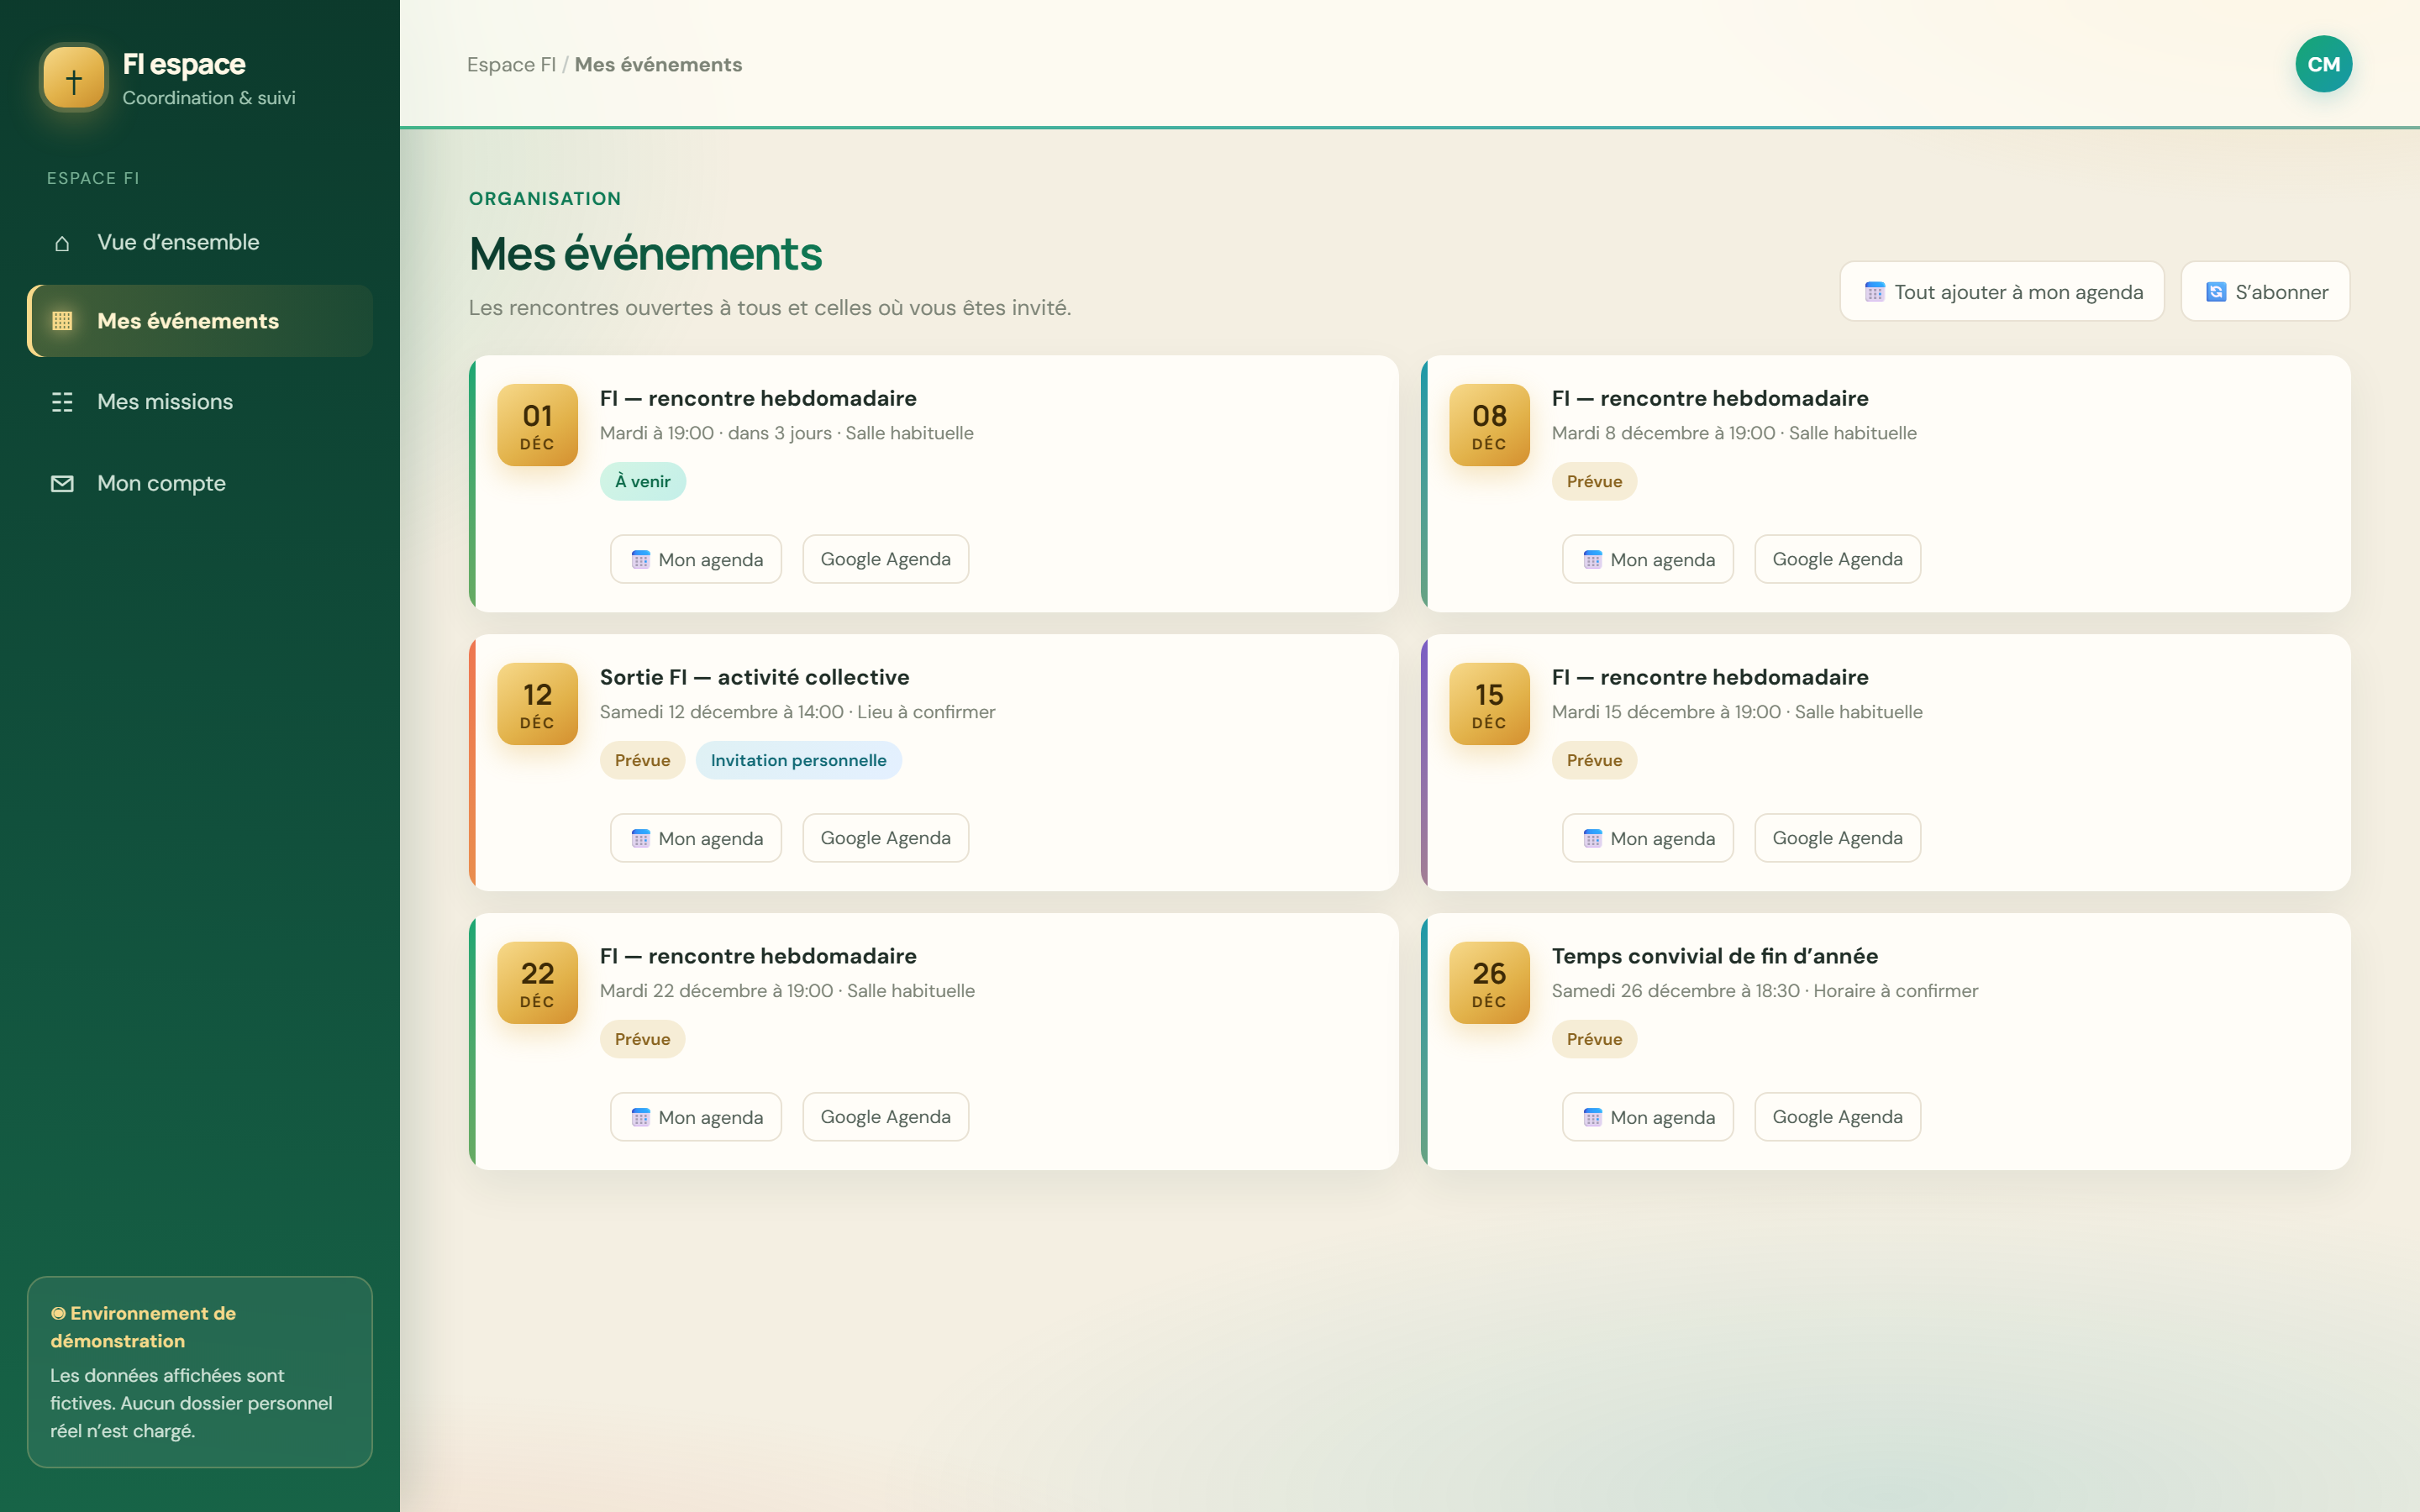 FI espace
Coordination & suivi
ESPACE FI
Vue d’ensemble
Mes événements
Mes missions
Mon compte
◉ Environnement de
démonstration
Les données affichées sont
fictives. Aucun dossier personnel
réel n’est chargé.
Espace FI / Mes événements
CM
ORGANISATION
Mes événements
Les rencontres ouvertes à tous et celles où vous êtes invité.
Tout ajouter à mon agenda
S’abonner
01
DÉC
FI — rencontre hebdomadaire
Mardi à 19:00 · dans 3 jours · Salle habituelle
À venir
Mon agenda
Google Agenda
08
DÉC
FI — rencontre hebdomadaire
Mardi 8 décembre à 19:00 · Salle habituelle
Prévue
Mon agenda
Google Agenda
12
DÉC
Sortie FI — activité collective
Samedi 12 décembre à 14:00 · Lieu à confirmer
Prévue
Invitation personnelle
Mon agenda
Google Agenda
15
DÉC
FI — rencontre hebdomadaire
Mardi 15 décembre à 19:00 · Salle habituelle
Prévue
Mon agenda
Google Agenda
22
DÉC
FI — rencontre hebdomadaire
Mardi 22 décembre à 19:00 · Salle habituelle
Prévue
Mon agenda
Google Agenda
26
DÉC
Temps convivial de fin d’année
Samedi 26 décembre à 18:30 · Horaire à confirmer
Prévue
Mon agenda
Google Agenda